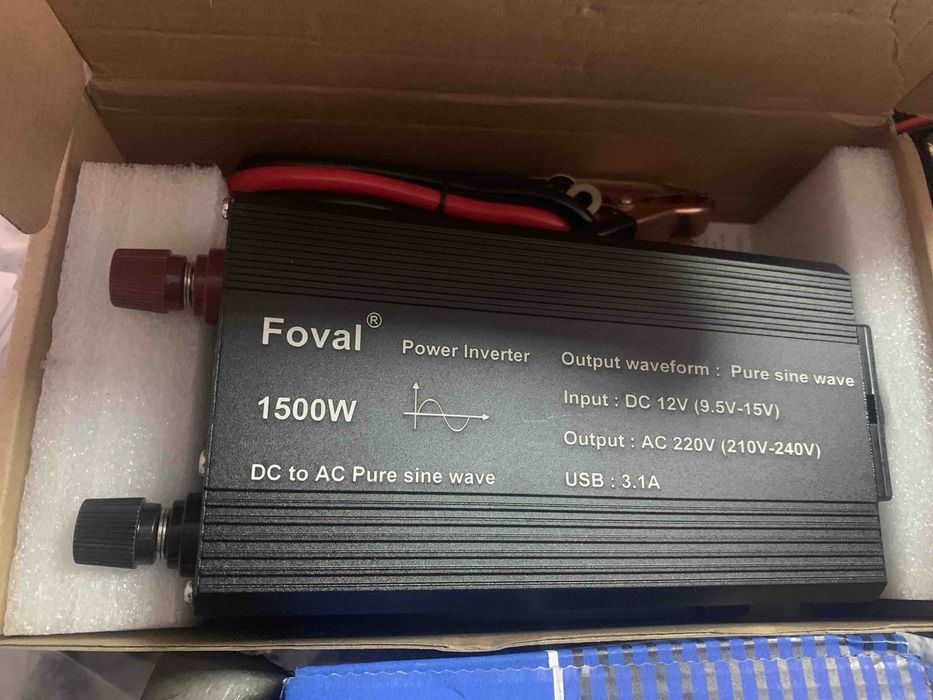 Foval®
Power Inverter
1500W
DC to AC Pure sine wave
Output waveform : Pure sine wave
Input : DC 12V (9.5V-15V)
Output : AC 220V (210V-240V)
USB : 3.1A